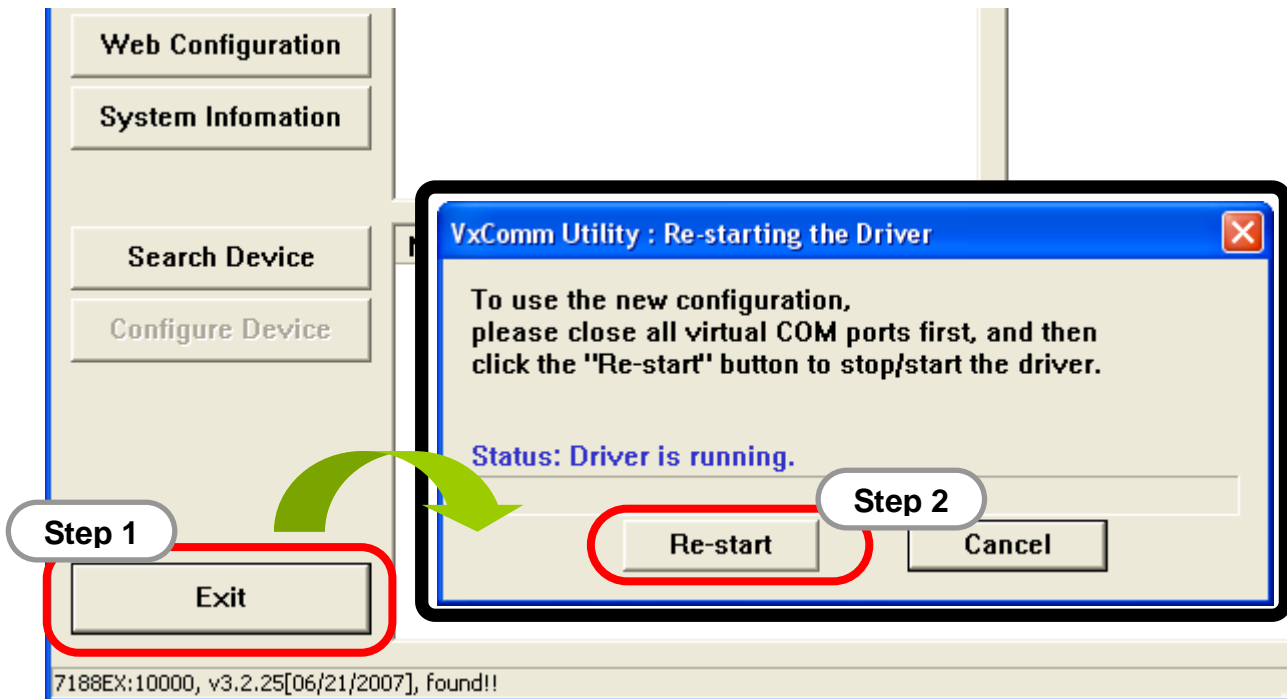 Web Configuration
System Infomation
Search Device
Configure Device
VxComm Utility : Re-starting the Driver
To use the new configuration,
please close all virtual COM ports first, and then
click the "Re-start" button to stop/start the driver.
Status: Driver is running.
Step 2
Re-start
Cancel
Step 1
Exit
7188EX:10000, v3.2.25[06/21/2007], found!!